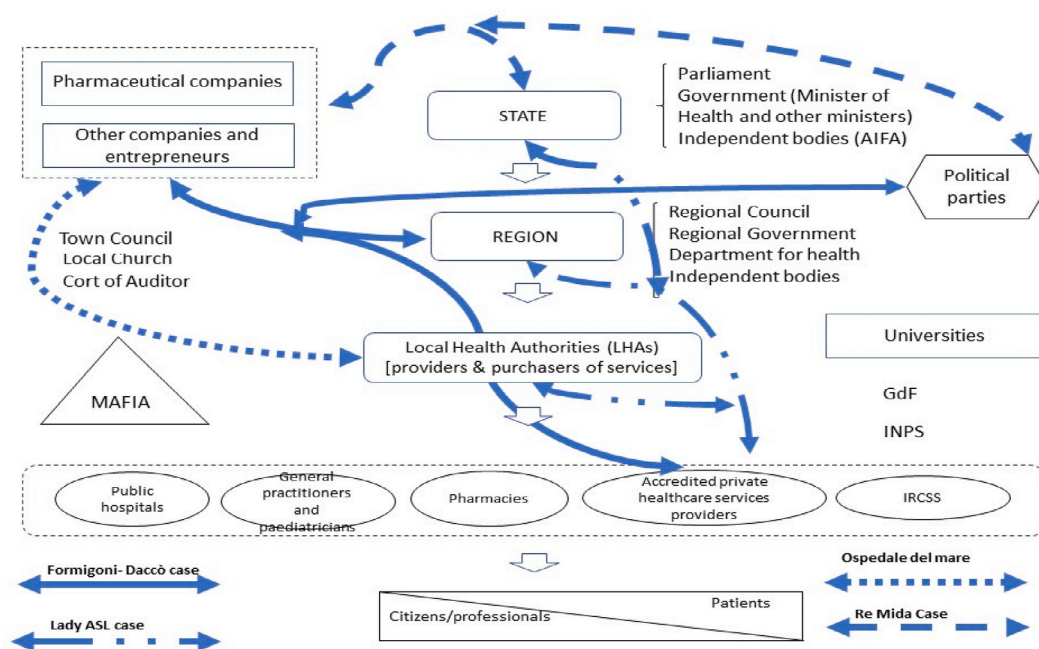 Pharmaceutical companies
Other companies and
entrepreneurs
STATE
Parliament
Government (Minister of
Health and other ministers)
Independent bodies (AIFA)
Political
parties
Town Council
Local Church
Cort of Auditor
REGION
Regional Council
Regional Government
Department for health
Independent bodies
MAFIA
Local Health Authorities (LHAs)
[providers & purchasers of services]
Universities
GdF
INPS
Public
hospitals
General
practitioners
and
paediatricians
Pharmacies
Accredited private
healthcare services
providers
IRCSS
Formigoni- Daccò case
Lady ASL case
Citizens/professionals
Patients
Ospedale del mare
Re Mida Case